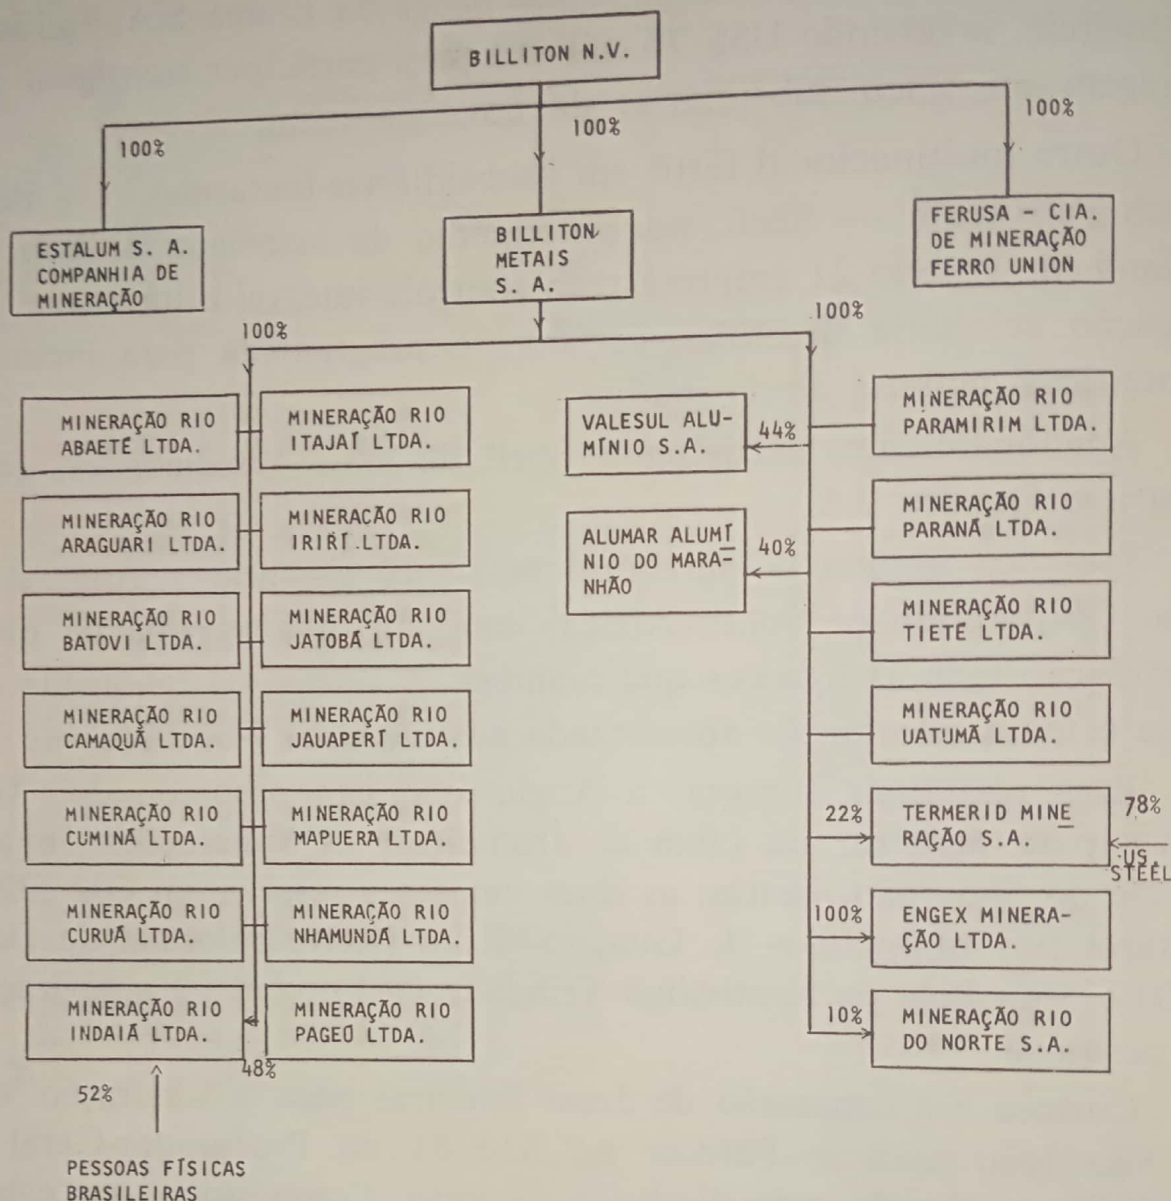 BILLITON N.V.
100%
100%
100%
ESTALUM S. A.
COMPANHIA DE
MINERAÇÃO
BILLITON
METAIS
S. A.
FERUSA - CIA.
DE MINERAÇÃO
FERRO UNION
100%
100%
MINERAÇÃO RIO
ABAETÉ LTDA.
MINERAÇÃO RIO
ITAJAÍ LTDA.
MINERAÇÃO RIO
ARAGUARI LTDA.
MINERACÃO RIO
IRIRÍ.LTDA.
MINERAÇÃO RIO
BATOVI LTDA.
MINERAÇÃO RIO
JATOBÁ LTDA.
MINERAÇÃO RIO
CAMAQUÃ LTDA.
MINERAÇÃO RIO
JAUAPERÍ LTDA.
MINERAÇÃO RIO
CUMINÁ LTDA.
MINERAÇÃO RIO
MAPUERA LTDA.
MINERAÇÃO RIO
CURUÁ LTDA.
MINERAÇÃO RIO
NHAMUNDÁ LTDA.
MINERAÇÃO RIO
INDAIÁ LTDA.
MINERAÇÃO RIO
PAGEÚ LTDA.
48%
52%
PESSOAS FÍSICAS
BRASILEIRAS
VALESUL ALU-
MÍNIO S.A.
44%
ALUMAR ALUMÍ
NIO DO MARA-
NHÃO
40%
MINERAÇÃO RIO
PARAMIRIM LTDA.
MINERAÇÃO RIO
PARANÁ LTDA.
MINERAÇÃO RIO
TIETÊ LTDA.
MINERAÇÃO RIO
UATUMÃ LTDA.
22%
TERMERID MINE
RAÇÃO S.A.
78%
US.
STEEL
100%
ENGEX MINERA-
ÇÃO LTDA.
10%
MINERAÇÃO RIO
DO NORTE S.A.